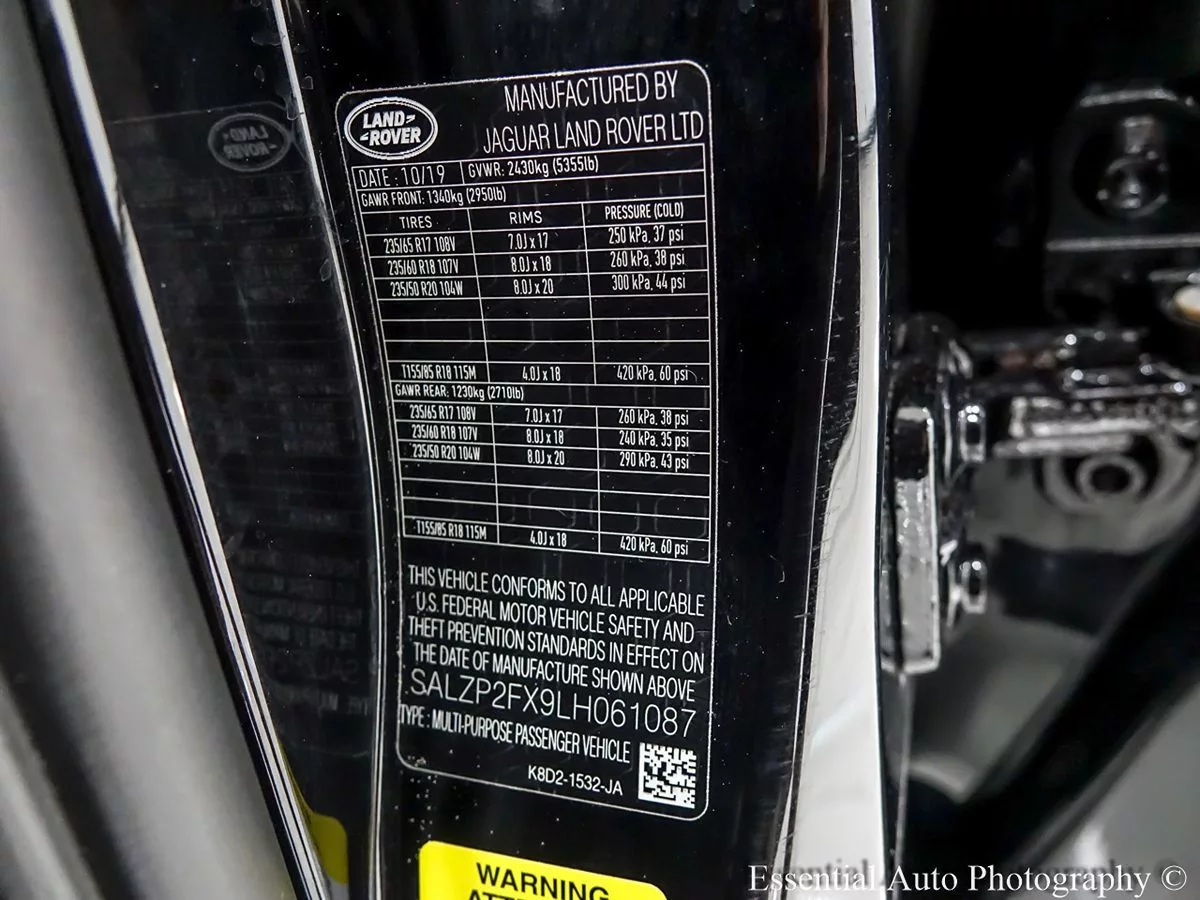 LAND-
-ROVER
MANUFACTURED BY
JAGUAR LAND ROVER LTD
DATE : 10/19 GVWR: 2430kg (5355lb)
GAWR FRONT: 1340kg (2950lb)
TIRES RIMS PRESSURE (COLD)
235/65 R17 108V 7.0J x 17 250 kPa, 37 psi
235/60 R18 107V 8.0J x 18 260 kPa, 38 psi
235/50 R20 104W 8.0J x 20 300 kPa, 44 psi
T155/85 R18 115M 4.0J x 18 420 kPa, 60 psi
GAWR REAR: 1230kg (2710lb)
235/65 R17 108V 7.0J x 17 260 kPa, 38 psi
235/60 R18 107V 8.0J x 18 240 kPa, 35 psi
235/50 R20 104W 8.0J x 20 290 kPa, 43 psi
T155/85 R18 115M 4.0J x 18 420 kPa, 60 psi
THIS VEHICLE CONFORMS TO ALL APPLICABLE
U.S. FEDERAL MOTOR VEHICLE SAFETY AND
THEFT PREVENTION STANDARDS IN EFFECT ON
THE DATE OF MANUFACTURE SHOWN ABOVE
SALZP2FX9LH061087
TYPE : MULTI-PURPOSE PASSENGER VEHICLE
K8D2-1532-JA
WARNING
Essential Auto Photography ©